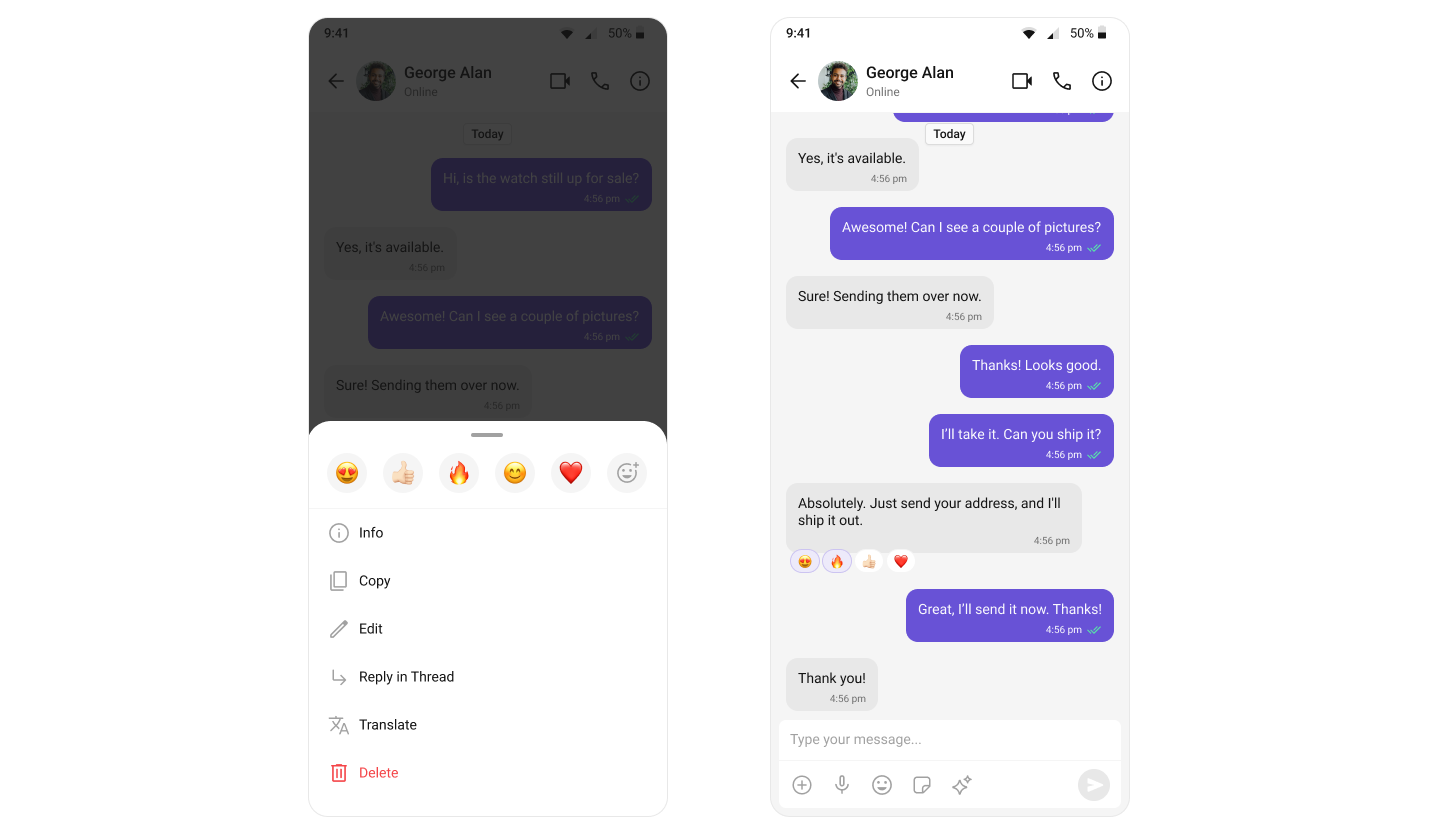 9:41
50%
George Alan
Online
Today
Hi, is the watch still up for sale?
4:56 pm
Yes, it's available.
4:56 pm
Awesome! Can I see a couple of pictures?
4:56 pm
Sure! Sending them over now.
4:56 pm
Info
Copy
Edit
Reply in Thread
Translate
Delete
9:41
50%
George Alan
Online
Today
Yes, it's available.
4:56 pm
Awesome! Can I see a couple of pictures?
4:56 pm
Sure! Sending them over now.
4:56 pm
Thanks! Looks good.
4:56 pm
I’ll take it. Can you ship it?
4:56 pm
Absolutely. Just send your address, and I'll
ship it out.
4:56 pm
Great, I’ll send it now. Thanks!
4:56 pm
Thank you!
4:56 pm
Type your message...